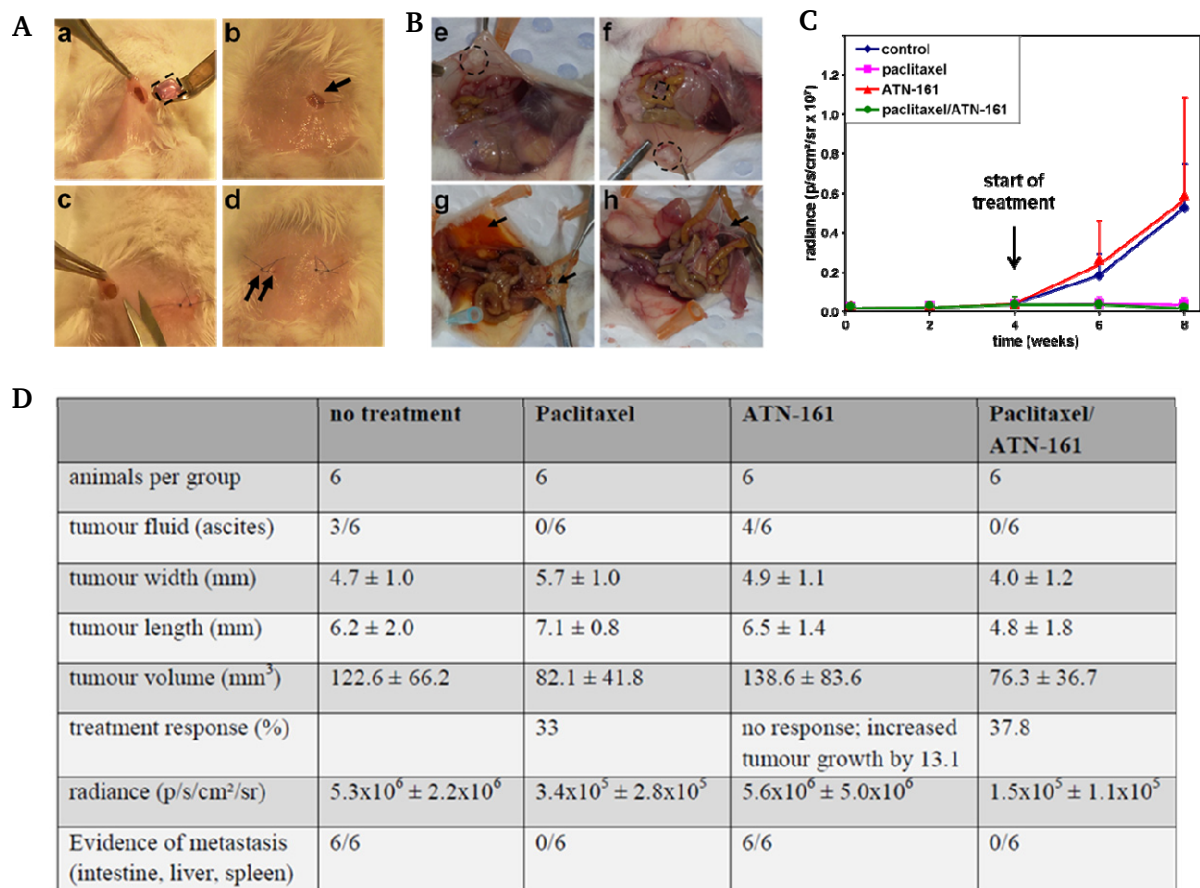 A
a
b
c
d
B
e
f
g
h
C
control
paclitaxel
ATN-161
paclitaxel/ATN-161
radiance (p/s/cm²/sr x 10⁷)
1.2
1.0
0.8
0.6
0.4
0.2
0.0
start of
treatment
0 2 4 6 8
time (weeks)
D
no treatment Paclitaxel ATN-161 Paclitaxel/
ATN-161
animals per group 6 6 6 6
tumour fluid (ascites) 3/6 0/6 4/6 0/6
tumour width (mm) 4.7 ± 1.0 5.7 ± 1.0 4.9 ± 1.1 4.0 ± 1.2
tumour length (mm) 6.2 ± 2.0 7.1 ± 0.8 6.5 ± 1.4 4.8 ± 1.8
tumour volume (mm³) 122.6 ± 66.2 82.1 ± 41.8 138.6 ± 83.6 76.3 ± 36.7
treatment response (%) 33 no response; increased 37.8
tumour growth by 13.1
radiance (p/s/cm²/sr) 5.3x10⁶ ± 2.2x10⁶ 3.4x10⁵ ± 2.8x10⁵ 5.6x10⁶ ± 5.0x10⁶ 1.5x10⁵ ± 1.1x10⁵
Evidence of metastasis 6/6 0/6 6/6 0/6
(intestine, liver, spleen)